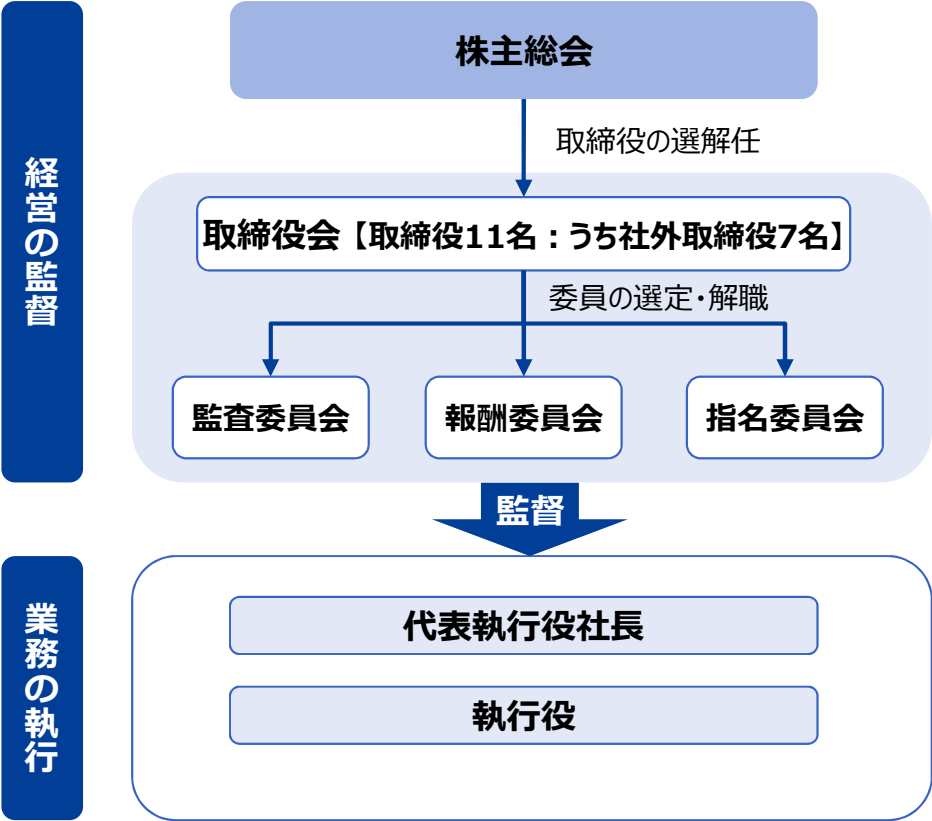 経営の監督
株主総会
取締役の選解任
取締役会【取締役11名：うち社外取締役7名】
委員の選定・解職
監査委員会
報酬委員会
指名委員会
監督
業務の執行
代表執行役社長
執行役